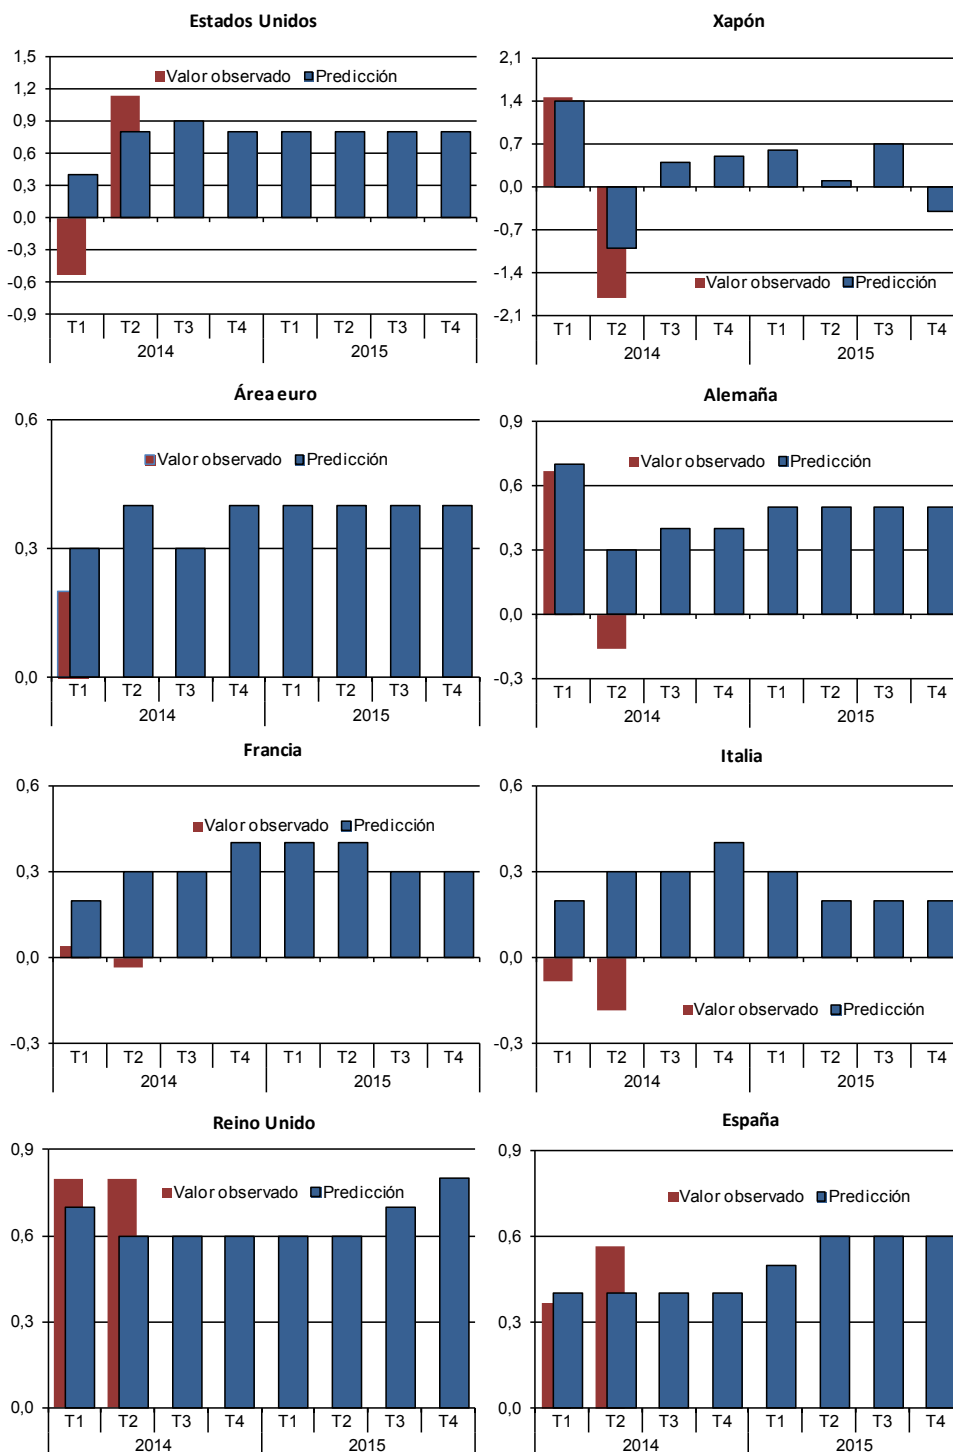 Estados Unidos
1,5
1,2
0,9
0,6
0,3
0,0
-0,3
-0,6
-0,9
Valor observado Predicción
T1 T2 T3 T4 T1 T2 T3 T4
2014 2015
Xapón
2,1
1,4
0,7
0,0
-0,7
-1,4
-2,1
Valor observado Predicción
T1 T2 T3 T4 T1 T2 T3 T4
2014 2015
Área euro
0,6
0,3
0,0
Valor observado Predicción
T1 T2 T3 T4 T1 T2 T3 T4
2014 2015
Alemaña
0,9
0,6
0,3
0,0
-0,3
Valor observado Predicción
T1 T2 T3 T4 T1 T2 T3 T4
2014 2015
Francia
0,6
0,3
0,0
-0,3
Valor observado Predicción
T1 T2 T3 T4 T1 T2 T3 T4
2014 2015
Italia
0,6
0,3
0,0
-0,3
Valor observado Predicción
T1 T2 T3 T4 T1 T2 T3 T4
2014 2015
Reino Unido
0,9
0,6
0,3
0,0
Valor observado Predicción
T1 T2 T3 T4 T1 T2 T3 T4
2014 2015
España
0,9
0,6
0,3
0,0
Valor observado Predicción
T1 T2 T3 T4 T1 T2 T3 T4
2014 2015